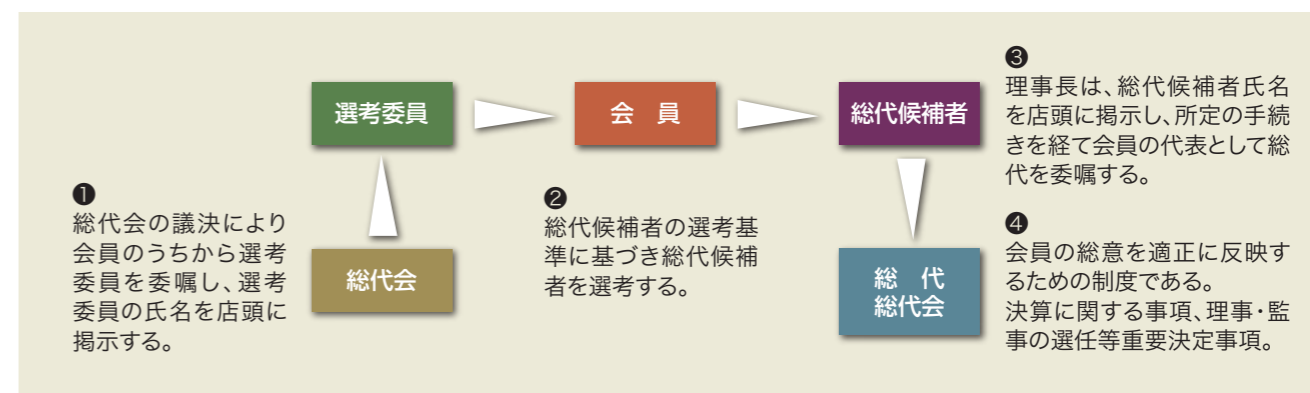 選考委員
会　員
総代候補者
❶
総代会の議決により
会員のうちから選考
委員を委嘱し、選考
委員の氏名を店頭に
掲示する。
総代会
❷
総代候補者の選考基
準に基づき総代候補
者を選考する。
総　代
総代会
❸
理事長は、総代候補者氏名
を店頭に掲示し、所定の手続
きを経て会員の代表として総
代を委嘱する。
❹
会員の総意を適正に反映す
るための制度である。
決算に関する事項、理事・監
事の選任等重要決定事項。